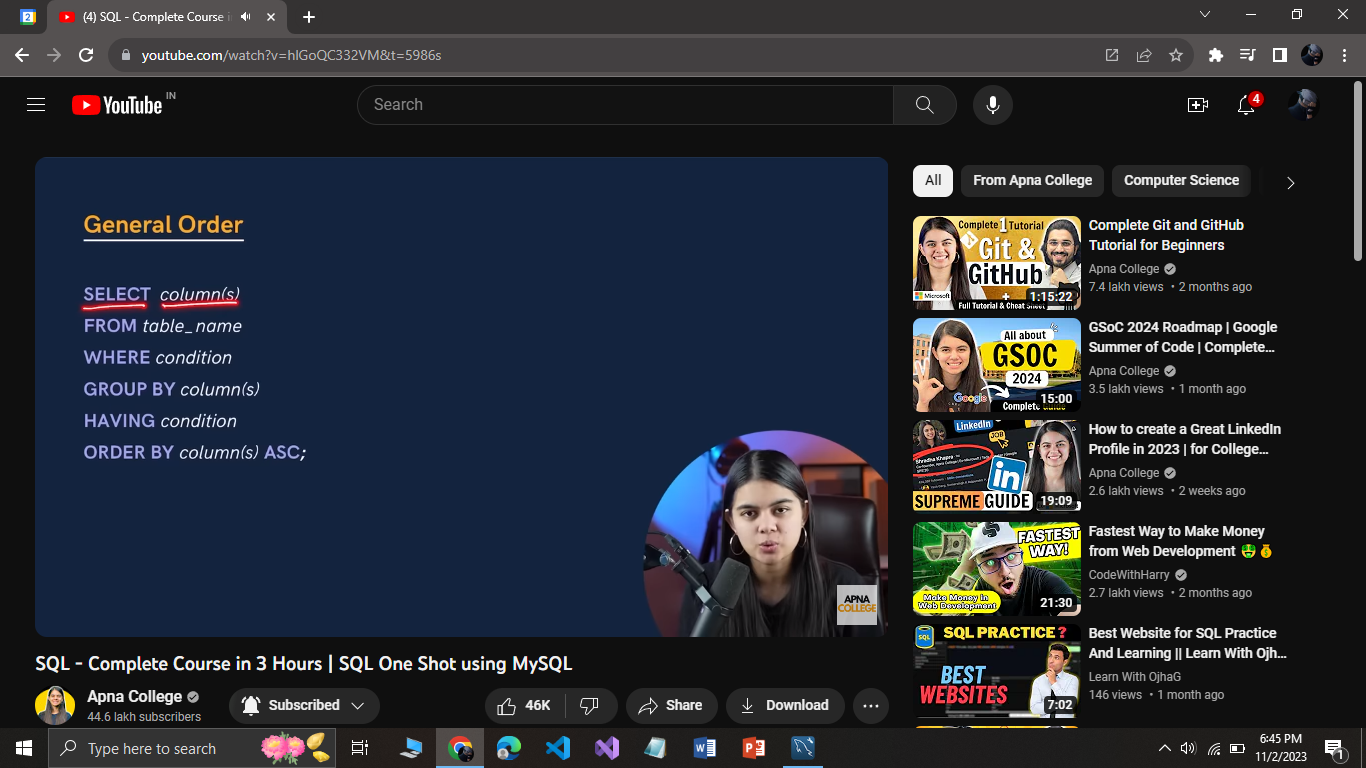 2
(4) SQL - Complete Course in
youtube.com/watch?v=hlGoQC332VM&t=5986s
YouTube IN
Search
4
General Order
SELECT column(s)
FROM table_name
WHERE condition
GROUP BY column(s)
HAVING condition
ORDER BY column(s) ASC;
APNA
COLLEGE
SQL - Complete Course in 3 Hours | SQL One Shot using MySQL
Apna College
44.6 lakh subscribers
Subscribed
46K
Share
Download
All
From Apna College
Computer Science
Complete 1 Tutorial
Git &
GitHub
Microsoft
+
Full Tutorial & Cheat Sheet
1:15:22
Complete Git and GitHub
Tutorial for Beginners
Apna College
7.4 lakh views • 2 months ago
All about
GSOC
2024
Google
Complete Guide
15:00
GSoC 2024 Roadmap | Google
Summer of Code | Complete...
Apna College
3.5 lakh views • 1 month ago
LinkedIn
JOB
Shradha Khapra
in
SUPREME GUIDE
19:09
How to create a Great LinkedIn
Profile in 2023 | for College...
Apna College
2.6 lakh views • 2 weeks ago
FASTEST
WAY!
Make Money in
Web Development
21:30
Fastest Way to Make Money
from Web Development 🤑💰
CodeWithHarry
2.7 lakh views • 2 months ago
SQL
SQL PRACTICE?
BEST
WEBSITES
7:02
Best Website for SQL Practice
And Learning || Learn With Ojh...
Learn With OjhaG
146 views • 1 month ago
Type here to search
6:45 PM
11/2/2023
1